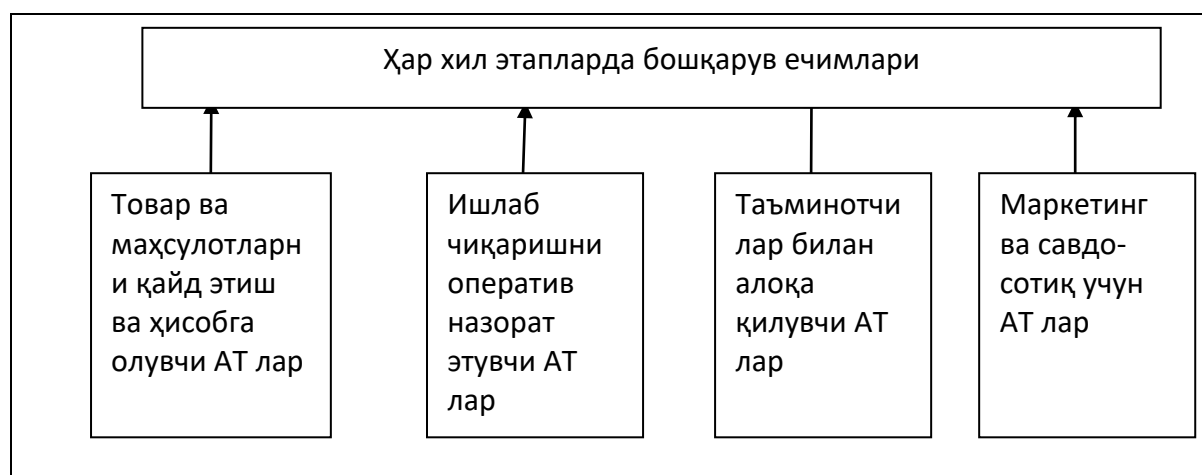 Ҳар хил этапларда бошқарув ечимлари
Товар ва
маҳсулотларн
и қайд этиш
ва ҳисобга
олувчи АТ лар
Ишлаб
чиқаришни
оператив
назорат
этувчи АТ
лар
Таъминотчи
лар билан
алоқа
қилувчи АТ
лар
Маркетинг
ва савдо-
сотиқ учун
АТ лар